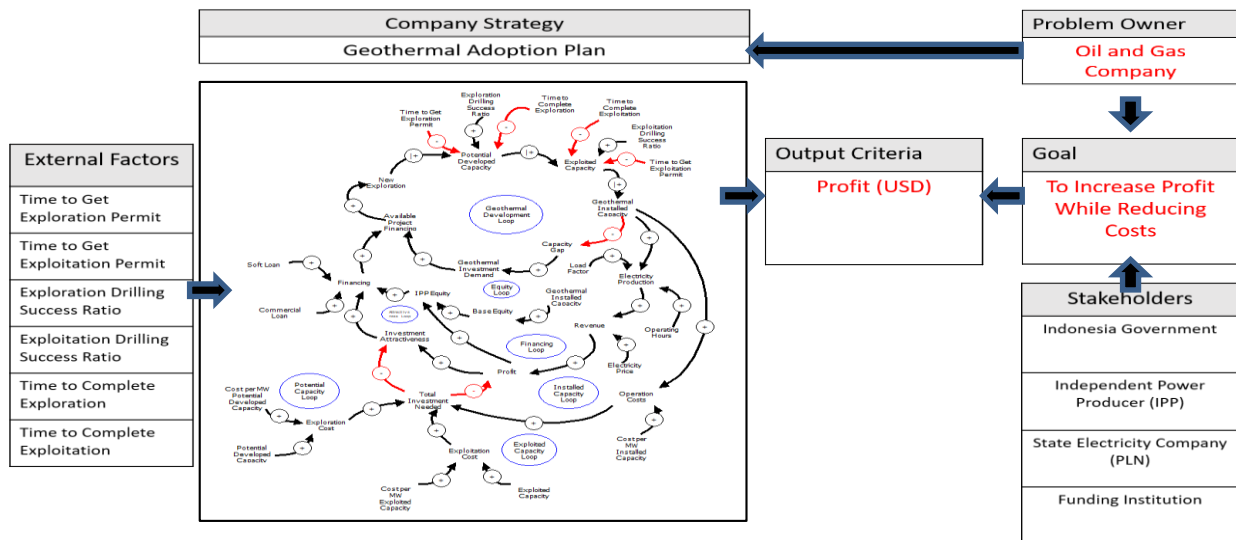 Company Strategy
Geothermal Adoption Plan
Problem Owner
Oil and Gas
Company
External Factors
Time to Get
Exploration Permit
Time to Get
Exploitation Permit
Exploration Drilling
Success Ratio
Exploitation Drilling
Success Ratio
Time to Complete
Exploration
Time to Complete
Exploitation
Time to Get
Exploration
Permit
Exploration
Drilling
Success
Ratio
Time to
Complete
Exploration
Time to
Complete
Exploitation
Exploitation
Drilling
Success
Ratio
Time to Get
Exploitation
Permit
Potential
Developed
Capacity
Exploited
Capacity
New
Exploration
Geothermal
Development
Loop
Geothermal
Installed
Capacity
Available
Project
Financing
Capacity
Gap
Geothermal
Investment
Demand
Load
Factor
Electricity
Production
Soft Loan
Financing
Equity
Loop
IPP Equity
Geothermal
Installed
Capacity
Base Equity
Commercial
Loan
Investment
Attractiveness
Revenue
Operating
Hours
Financing
Loop
Electricity
Price
Profit
Potential
Capacity
Loop
Cost per MW
Potential
Developed
Capacity
Total
Investment
Needed
Installed
Capacity
Loop
Operation
Costs
Exploration
Cost
Potential
Developed
Capacity
Exploited
Capacity
Loop
Exploitation
Cost
Cost per
MW
Installed
Capacity
Cost per
MW
Exploited
Capacity
Exploited
Capacity
Output Criteria
Profit (USD)
Goal
To Increase Profit
While Reducing
Costs
Stakeholders
Indonesia Government
Independent Power
Producer (IPP)
State Electricity Company
(PLN)
Funding Institution